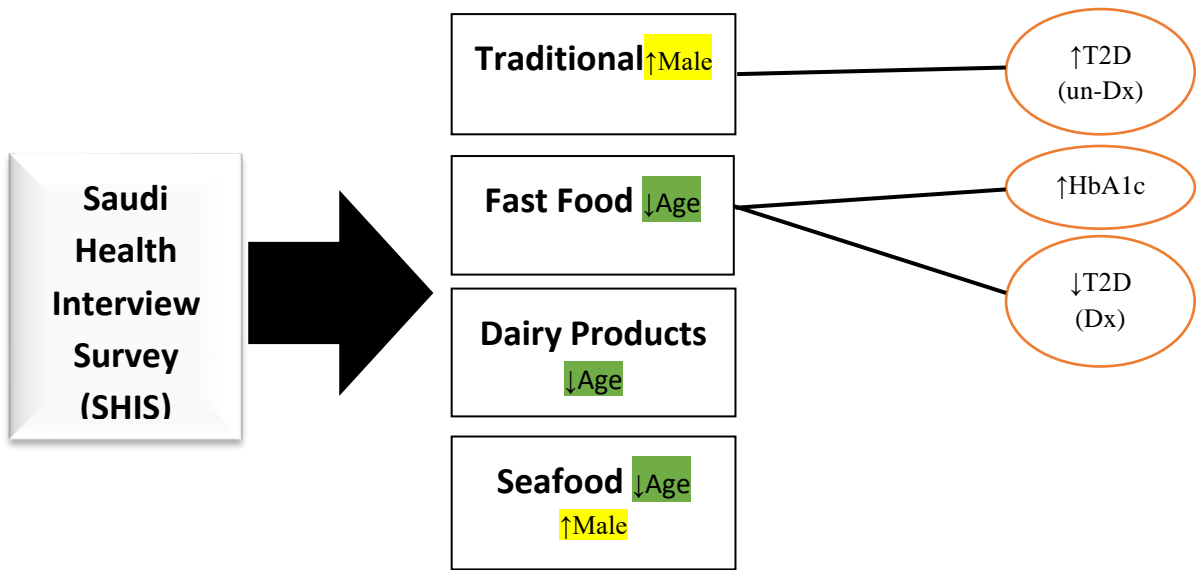 Saudi
Health
Interview
Survey
(SHIS)
Traditional ↑Male
Fast Food ↓Age
Dairy Products
↓Age
Seafood ↓Age
↑Male
↑T2D
(un-Dx)
↑HbA1c
↓T2D
(Dx)